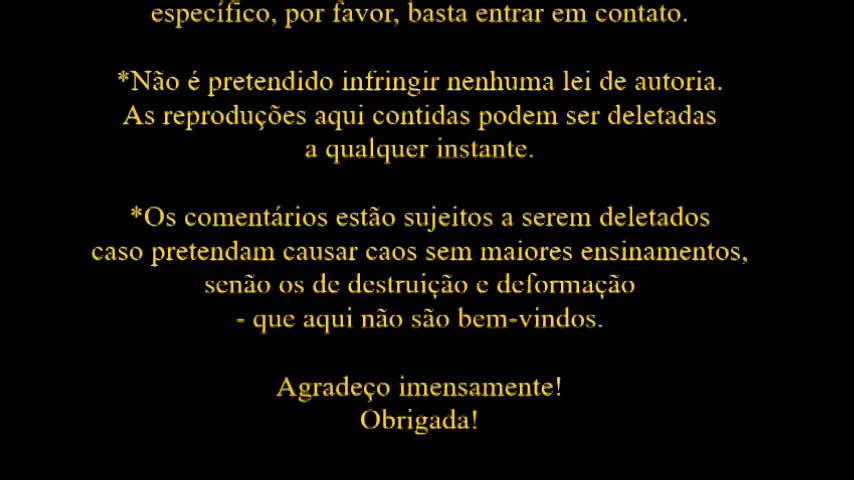 específico, por favor, basta entrar em contato.
*Não é pretendido infringir nenhuma lei de autoria.
As reproduções aqui contidas podem ser deletadas
a qualquer instante.
*Os comentários estão sujeitos a serem deletados
caso pretendam causar caos sem maiores ensinamentos,
senão os de destruição e deformação
- que aqui não são bem-vindos.
Agradeço imensamente!
Obrigada!